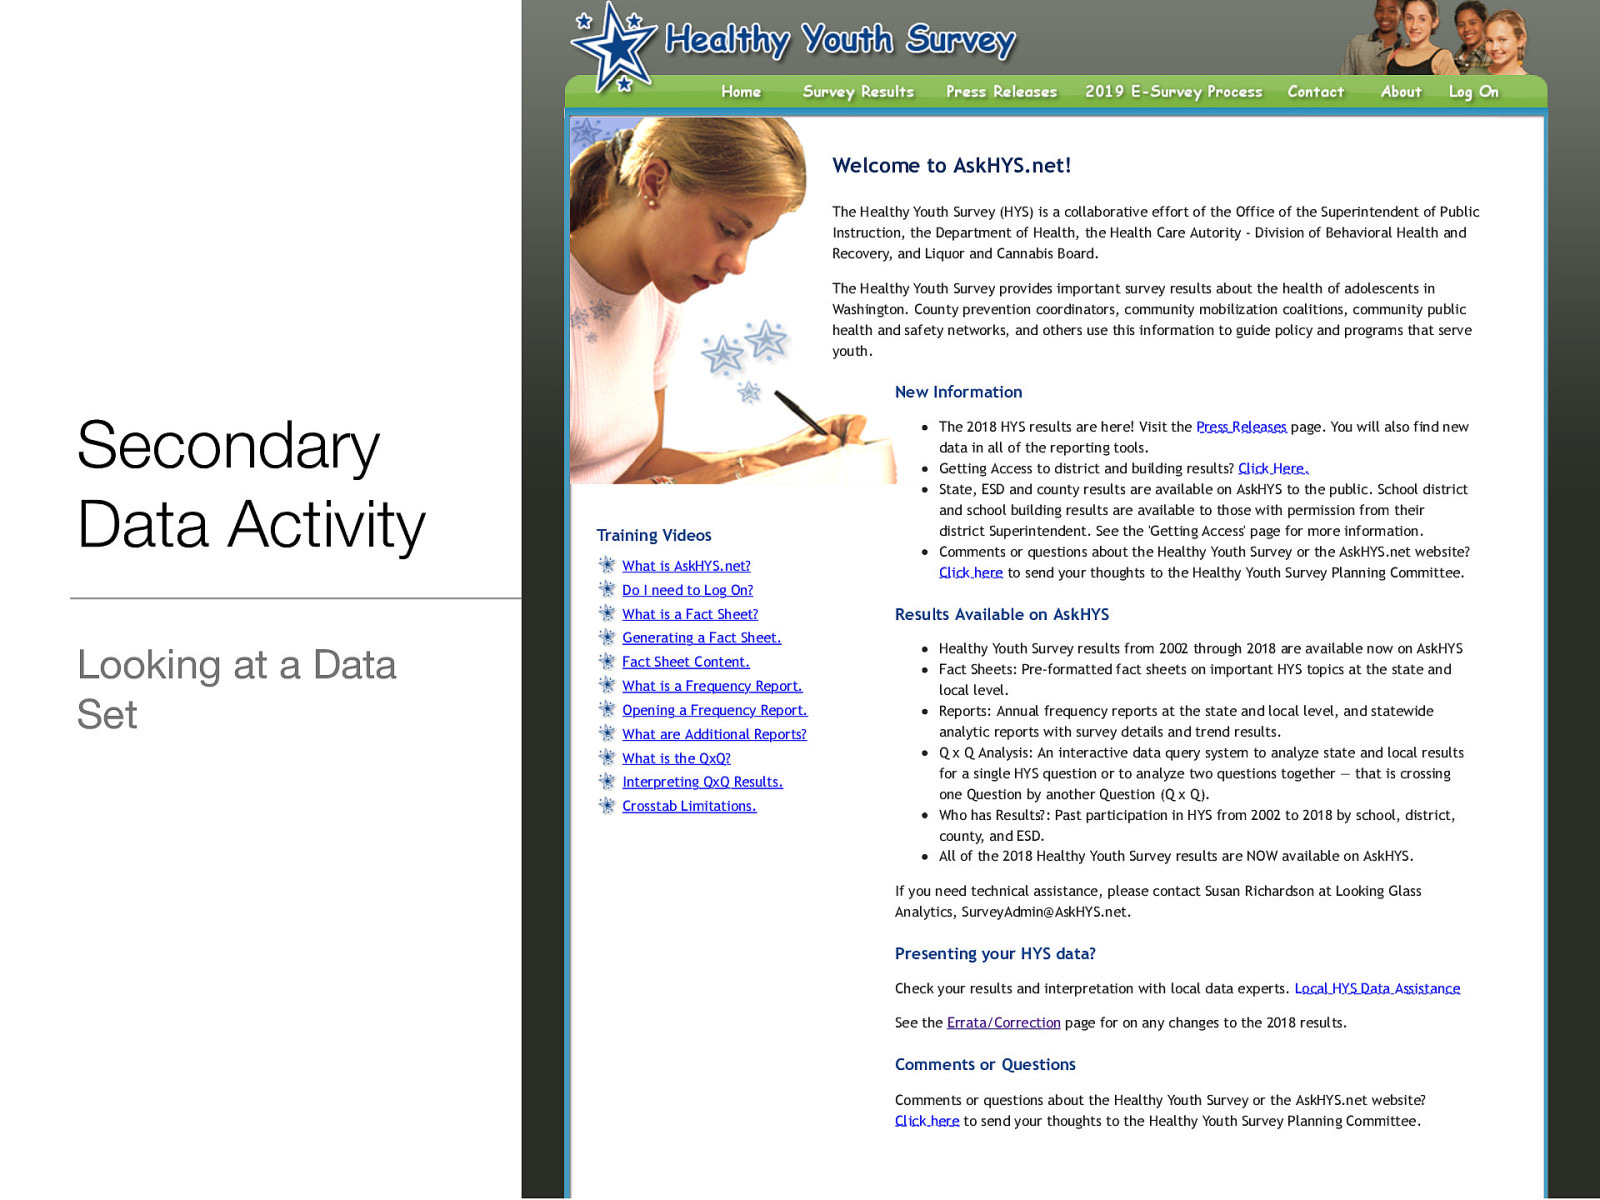 Secondary
Data Activity
Looking at a Data
Set
Healthy Youth Survey
Home Survey Results Press Releases 2019 E-Survey Process Contact About Log On
Welcome to AskHYS.net!
The Healthy Youth Survey (HYS) is a collaborative effort of the Office of the Superintendent of Public
Instruction, the Department of Health, the Health Care Autority - Division of Behavioral Health and
Recovery, and Liquor and Cannabis Board.
The Healthy Youth Survey provides important survey results about the health of adolescents in
Washington. County prevention coordinators, community mobilization coalitions, community public
health and safety networks, and others use this information to guide policy and programs that serve
youth.
New Information
• The 2018 HYS results are here! Visit the Press Releases page. You will also find new
data in all of the reporting tools.
• Getting Access to district and building results? Click Here.
• State, ESD and county results are available on AskHYS to the public. School district
and school building results are available to those with permission from their
district Superintendent. See the 'Getting Access' page for more information.
• Comments or questions about the Healthy Youth Survey or the AskHYS.net website?
Click here to send your thoughts to the Healthy Youth Survey Planning Committee.
Training Videos
What is AskHYS.net?
Do I need to Log On?
What is a Fact Sheet?
Generating a Fact Sheet.
Fact Sheet Content.
What is a Frequency Report.
Opening a Frequency Report.
What are Additional Reports?
What is the QxQ?
Interpreting QxQ Results.
Crosstab Limitations.
Results Available on AskHYS
• Healthy Youth Survey results from 2002 through 2018 are available now on AskHYS
• Fact Sheets: Pre-formatted fact sheets on important HYS topics at the state and
local level.
• Reports: Annual frequency reports at the state and local level, and statewide
analytic reports with survey details and trend results.
• Q x Q Analysis: An interactive data query system to analyze state and local results
for a single HYS question or to analyze two questions together — that is crossing
one Question by another Question (Q x Q).
• Who has Results?: Past participation in HYS from 2002 to 2018 by school, district,
county, and ESD.
• All of the 2018 Healthy Youth Survey results are NOW available on AskHYS.
If you need technical assistance, please contact Susan Richardson at Looking Glass
Analytics, SurveyAdmin@AskHYS.net.
Presenting your HYS data?
Check your results and interpretation with local data experts. Local HYS Data Assistance
See the Errata/Correction page for on any changes to the 2018 results.
Comments or Questions
Comments or questions about the Healthy Youth Survey or the AskHYS.net website?
Click here to send your thoughts to the Healthy Youth Survey Planning Committee.